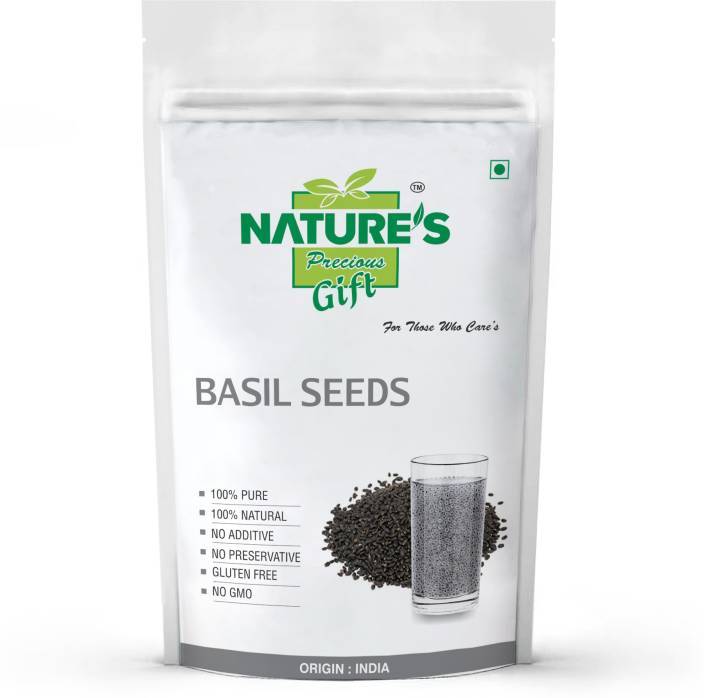 TM
NATURE'S
Precious
Gift
For Those Who Care's
BASIL SEEDS
100% PURE
100% NATURAL
NO ADDITIVE
NO PRESERVATIVE
GLUTEN FREE
NO GMO
ORIGIN : INDIA